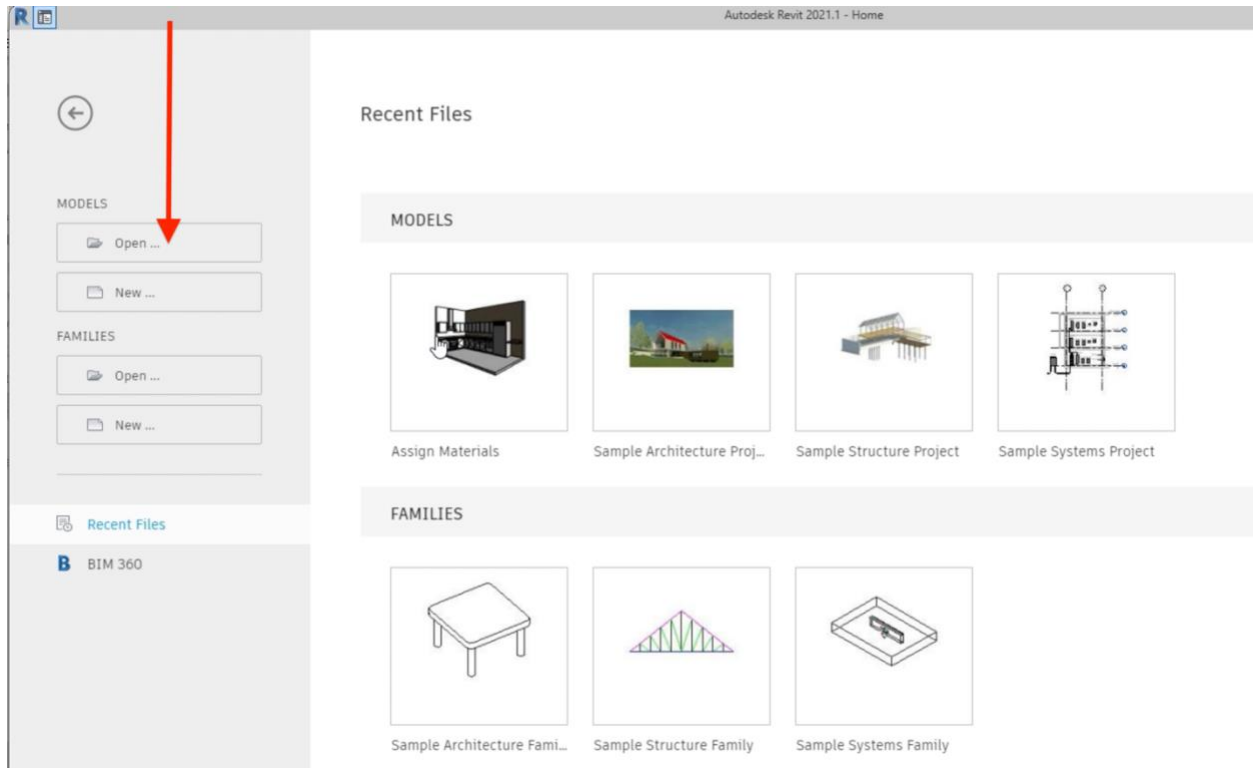 Autodesk Revit 2021.1 - Home
MODELS
Open ...
New ...
FAMILIES
Open ...
New ...
Recent Files
B BIM 360
Recent Files
MODELS
Assign Materials
Sample Architecture Proj...
Sample Structure Project
Sample Systems Project
FAMILIES
Sample Architecture Fami...
Sample Structure Family
Sample Systems Family